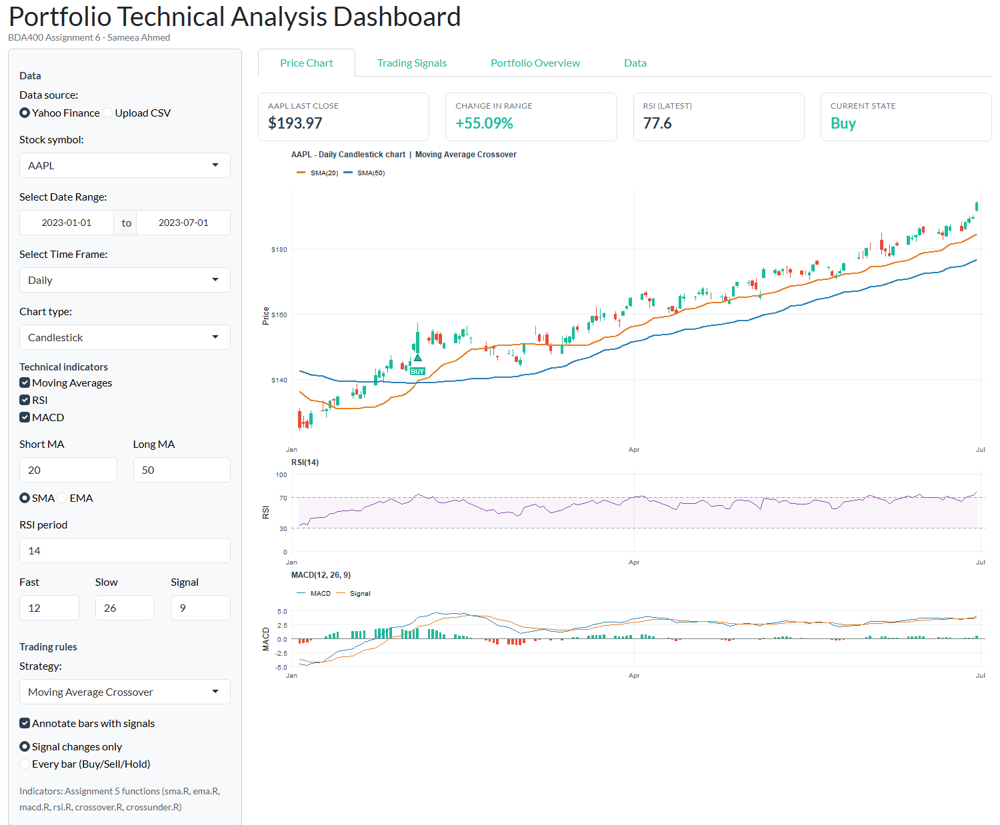 Portfolio Technical Analysis Dashboard
BDA400 Assignment 6 - Sameea Ahmed
Data
Data source:
Yahoo Finance Upload CSV
Stock symbol:
AAPL
Select Date Range:
2023-01-01 to 2023-07-01
Select Time Frame:
Daily
Chart type:
Candlestick
Technical indicators
Moving Averages
RSI
MACD
Short MA Long MA
20 50
SMA EMA
RSI period
14
Fast Slow Signal
12 26 9
Trading rules
Strategy:
Moving Average Crossover
Annotate bars with signals
Signal changes only
Every bar (Buy/Sell/Hold)
Indicators: Assignment 5 functions (sma.R, ema.R,
macd.R, rsi.R, crossover.R, crossunder.R)
Price Chart Trading Signals Portfolio Overview Data
AAPL LAST CLOSE
$193.97
CHANGE IN RANGE
+55.09%
RSI (LATEST)
77.6
CURRENT STATE
Buy
AAPL - Daily Candlestick chart | Moving Average Crossover
SMA(20) SMA(50)
Price
$180
$160
$140
BUY
Jan Apr Jul
RSI(14)
RSI
100
70
30
0
Jan Apr Jul
MACD(12, 26, 9)
MACD Signal
MACD
5.0
2.5
0.0
-2.5
-5.0
Jan Apr Jul